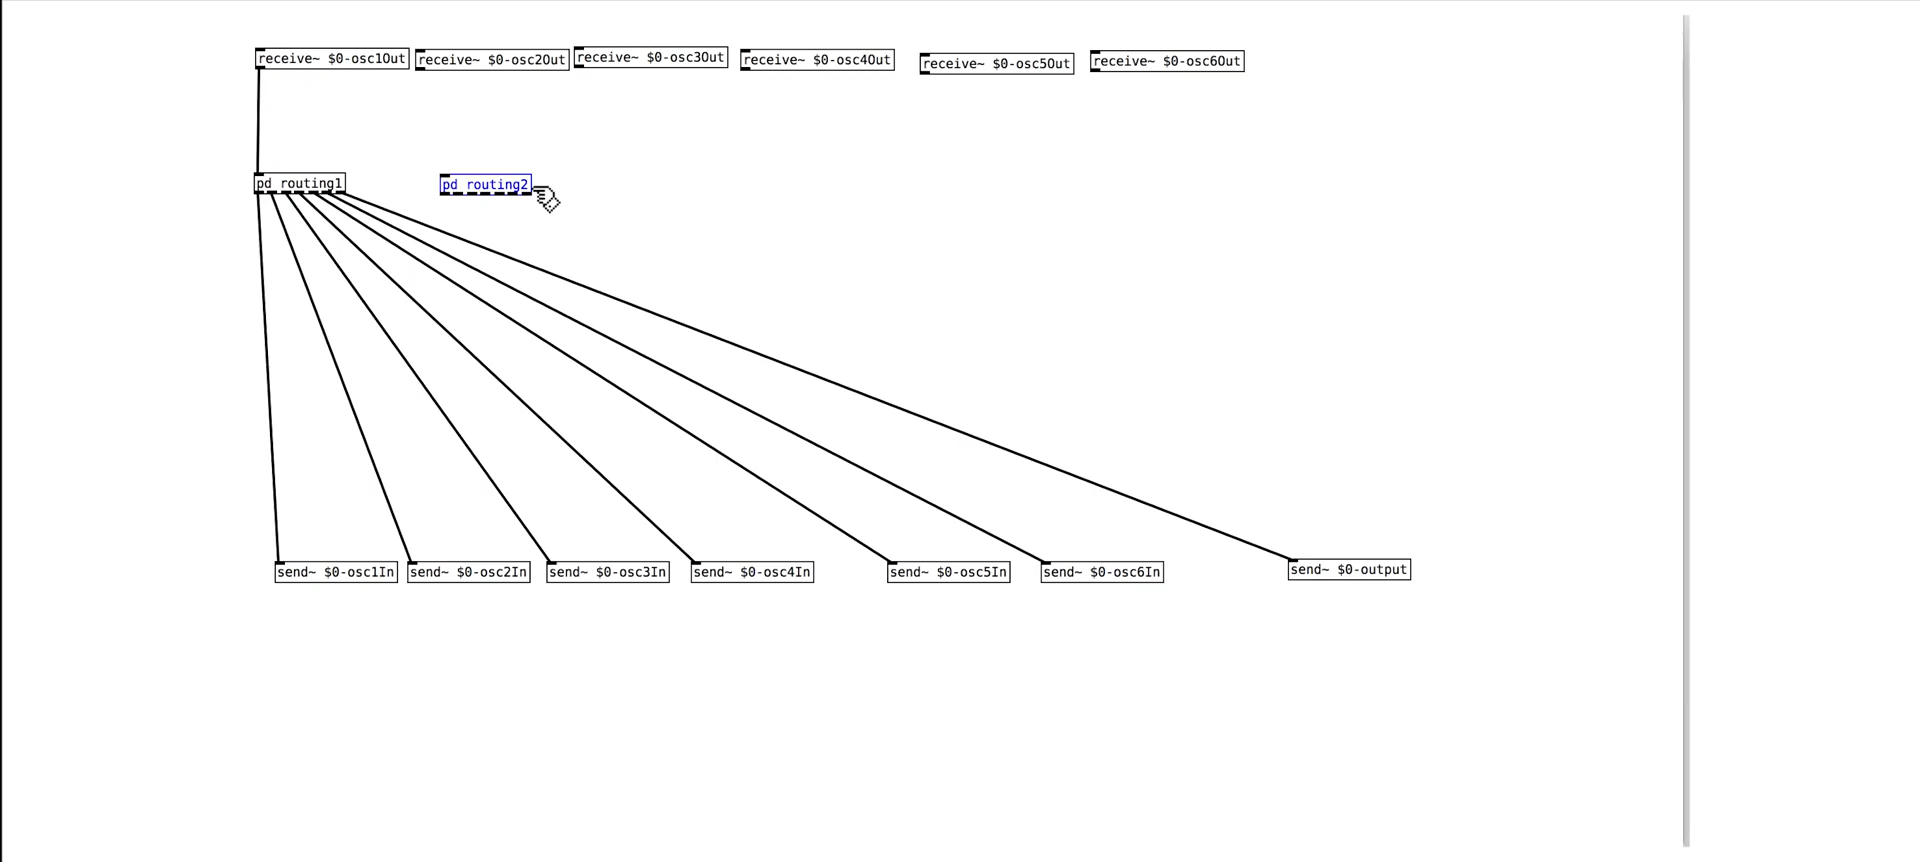 receive~ $0-osc1Out
receive~ $0-osc2Out
receive~ $0-osc3Out
receive~ $0-osc4Out
receive~ $0-osc5Out
receive~ $0-osc6Out
pd routing1
pd routing2
send~ $0-osc1In
send~ $0-osc2In
send~ $0-osc3In
send~ $0-osc4In
send~ $0-osc5In
send~ $0-osc6In
send~ $0-output